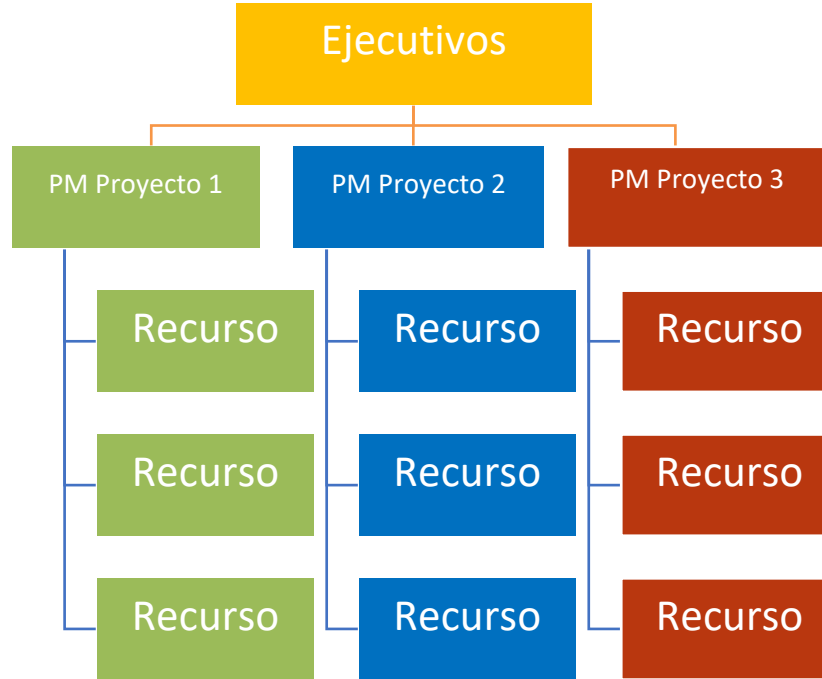 Ejecutivos
PM Proyecto 1
PM Proyecto 2
PM Proyecto 3
Recurso
Recurso
Recurso
Recurso
Recurso
Recurso
Recurso
Recurso
Recurso